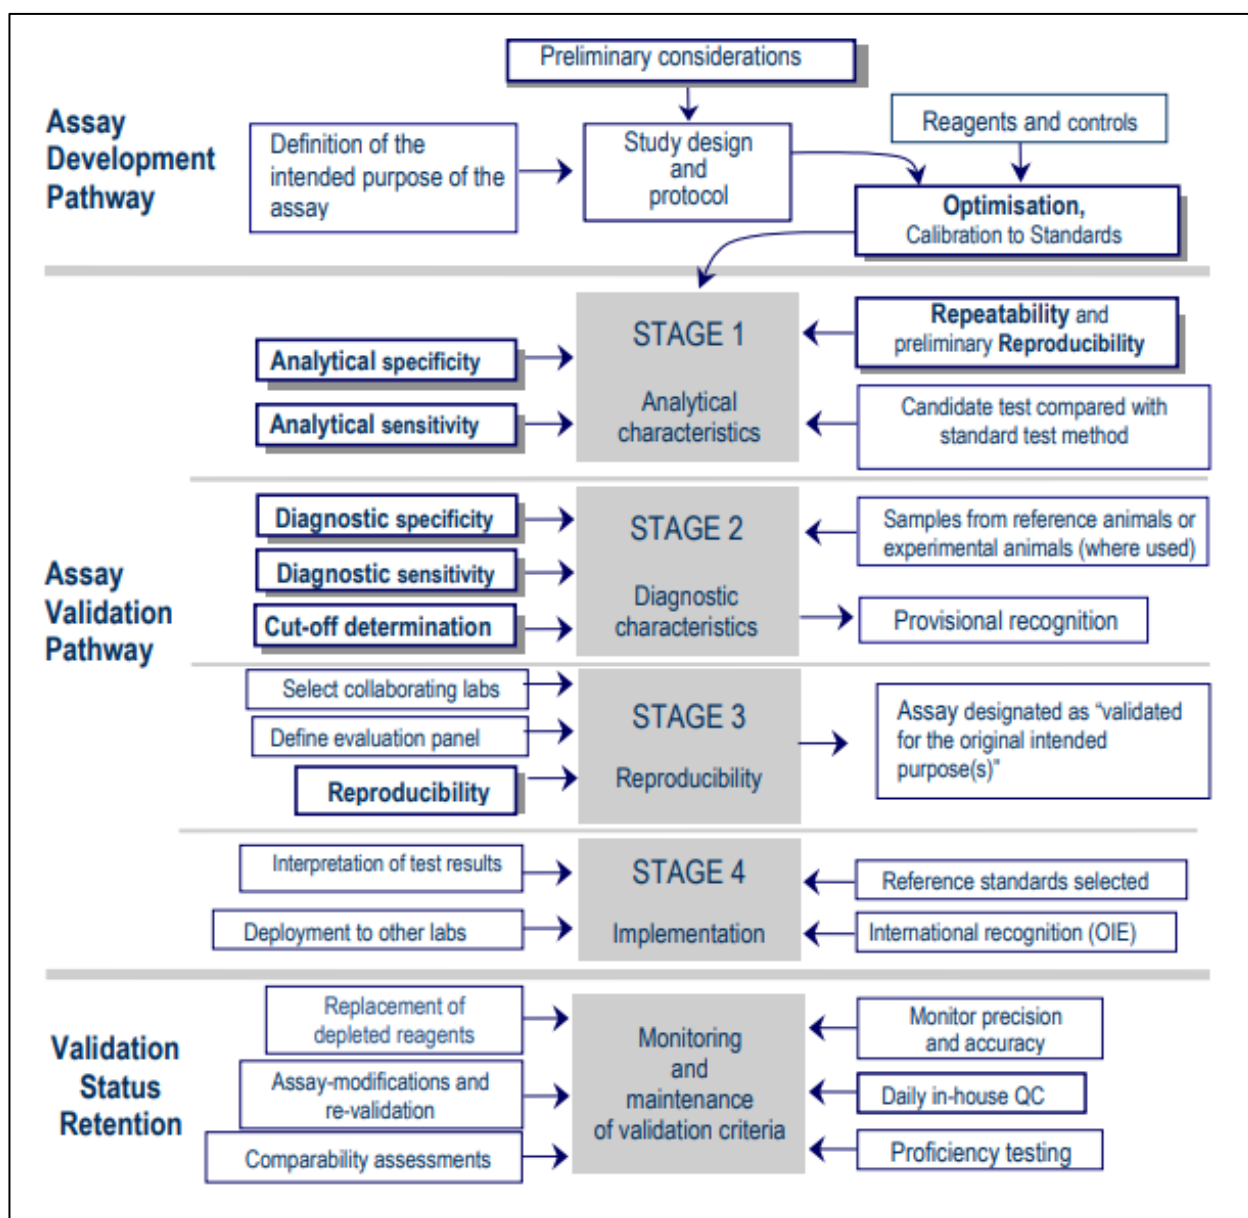 Preliminary considerations
Assay
Development
Pathway
Definition of the
intended purpose of the
assay
Study design
and
protocol
Reagents and controls
Optimisation,
Calibration to Standards
STAGE 1
Analytical
characteristics
Analytical specificity
Analytical sensitivity
Repeatability and
preliminary Reproducibility
Candidate test compared with
standard test method
Assay
Validation
Pathway
Diagnostic specificity
Diagnostic sensitivity
Cut-off determination
STAGE 2
Diagnostic
characteristics
Samples from reference animals or
experimental animals (where used)
Provisional recognition
Select collaborating labs
Define evaluation panel
Reproducibility
STAGE 3
Reproducibility
Assay designated as “validated
for the original intended
purpose(s)”
Interpretation of test results
Deployment to other labs
STAGE 4
Implementation
Reference standards selected
International recognition (OIE)
Validation
Status
Retention
Replacement of
depleted reagents
Assay-modifications and
re-validation
Comparability assessments
Monitoring
and
maintenance
of validation criteria
Monitor precision
and accuracy
Daily in-house QC
Proficiency testing